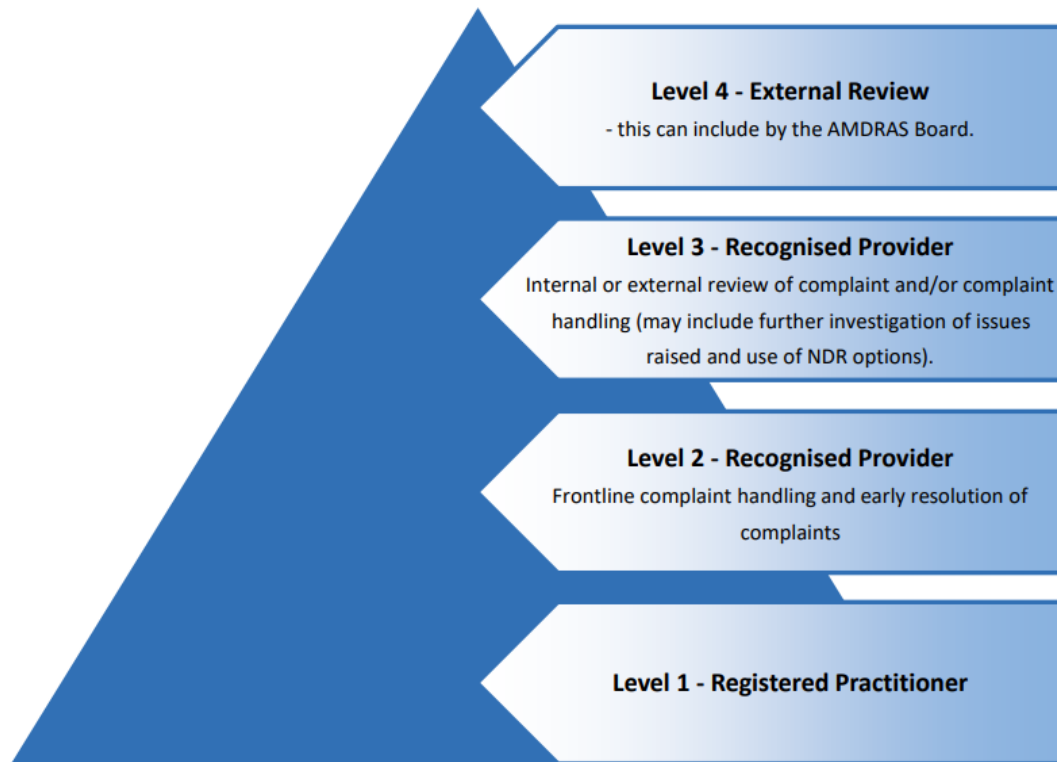 Level 4 - External Review
- this can include by the AMDRAS Board.
Level 3 - Recognised Provider
Internal or external review of complaint and/or complaint
handling (may include further investigation of issues
raised and use of NDR options).
Level 2 - Recognised Provider
Frontline complaint handling and early resolution of
complaints
Level 1 - Registered Practitioner